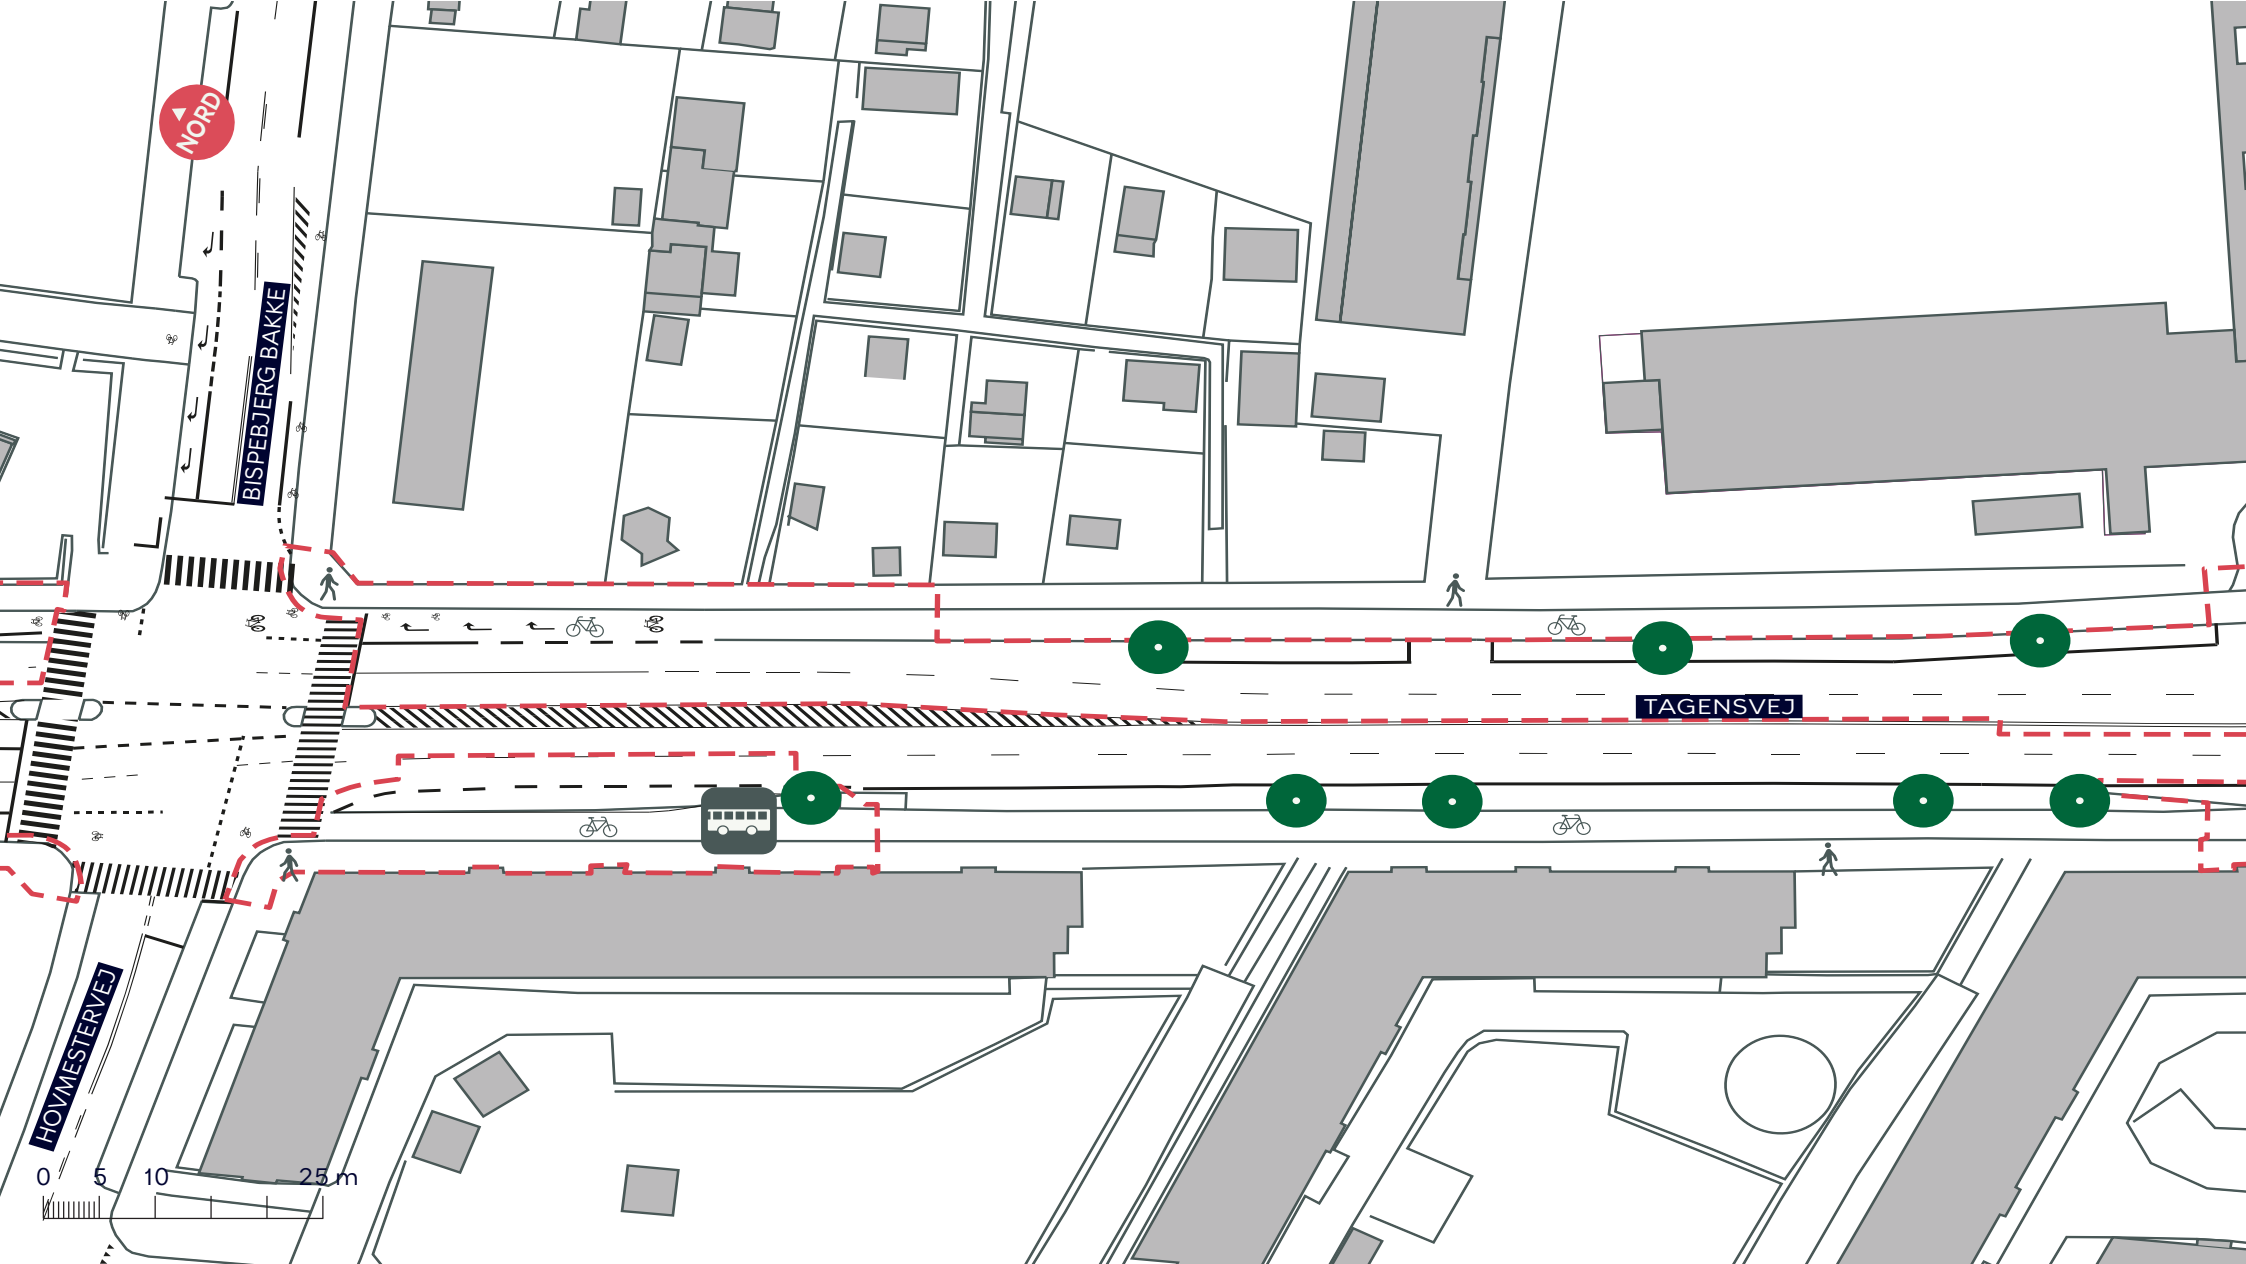 NORD
BISPEBJERG BAKKE
TAGENSVEJ
HOVMESTERVEJ
0 5 10 25 m